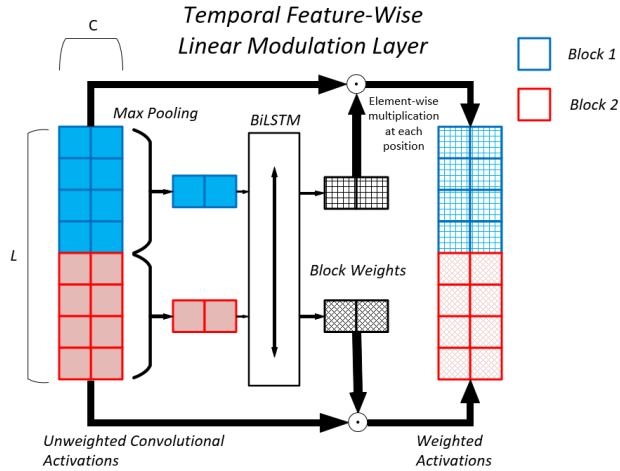 Temporal Feature-Wise
Linear Modulation Layer
C
Block 1
Block 2
Max Pooling
BiLSTM
Element-wise
multiplication
at each
position
L
Block Weights
Unweighted Convolutional
Activations
Weighted
Activations